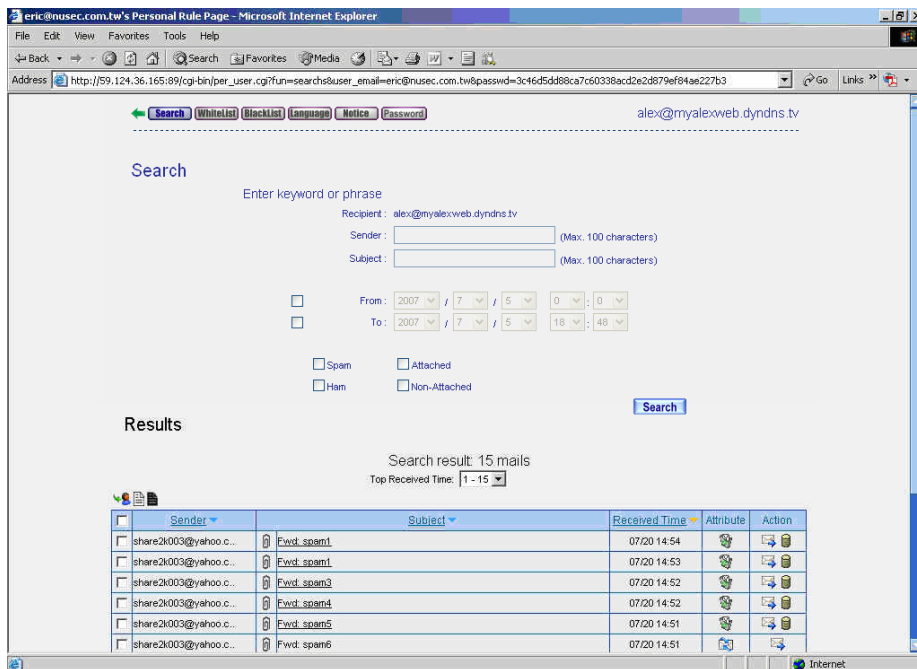 eric@nusec.com.tw's Personal Rule Page - Microsoft Internet Explorer
File Edit View Favorites Tools Help
Back Search Favorites Media
Address http://59.124.36.165:89/cgi-bin/per_user.cgi?fun=searchs&user_email=eric@nusec.com.tw&passwd=3c46d5dd88ca7c60338acd2e2d879ef84ae227b3 Go Links »
Search WhiteList BlackList Language Notice Password alex@myalexweb.dyndns.tv
Search
Enter keyword or phrase
Recipient : alex@myalexweb.dyndns.tv
Sender : (Max. 100 characters)
Subject : (Max. 100 characters)
From : 2007 / 7 / 5 0 : 0
To : 2007 / 7 / 5 18 : 48
Spam Attached
Ham Non-Attached
Search
Results
Search result: 15 mails
Top Received Time: 1 - 15
Sender Subject Received Time Attribute Action
share2k003@yahoo.c... Fwd: spam1 07/20 14:54
share2k003@yahoo.c... Fwd: spam1 07/20 14:53
share2k003@yahoo.c... Fwd: spam3 07/20 14:52
share2k003@yahoo.c... Fwd: spam4 07/20 14:52
share2k003@yahoo.c... Fwd: spam5 07/20 14:51
share2k003@yahoo.c... Fwd: spam6 07/20 14:51
Internet